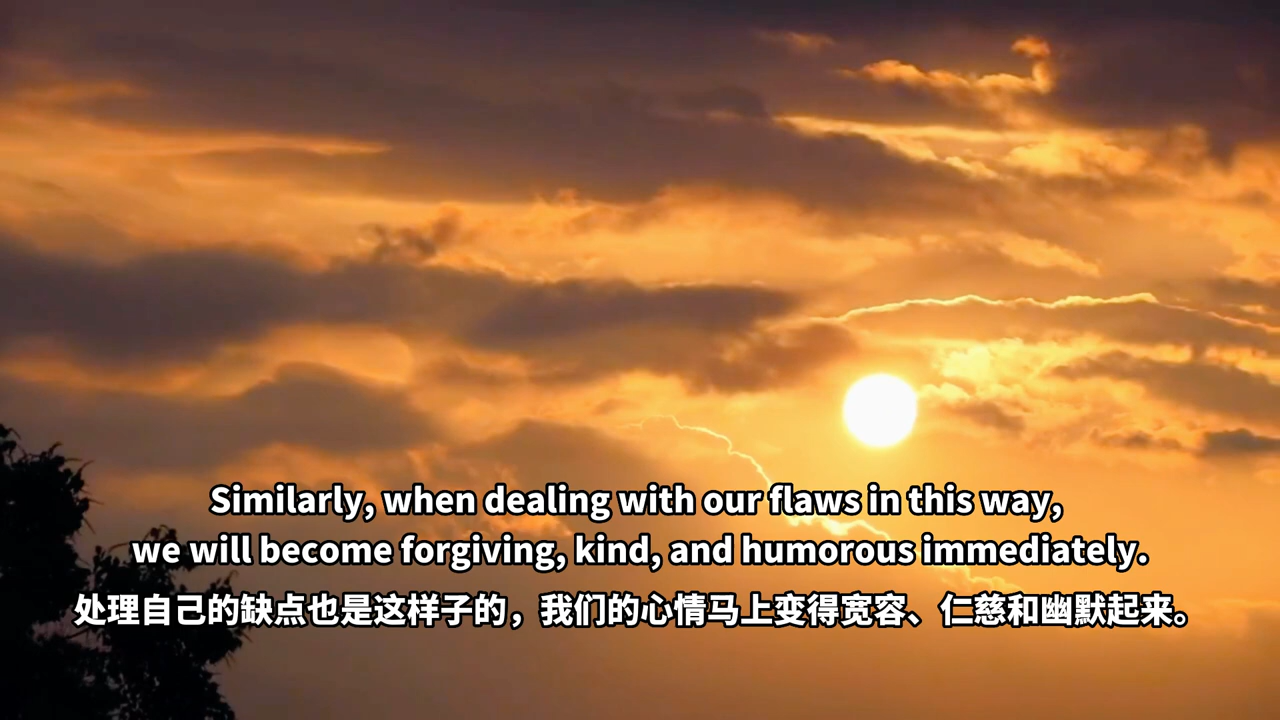 Similarly, when dealing with our flaws in this way,
we will become forgiving, kind, and humorous immediately.
处理自己的缺点也是这样子的，我们的心情马上变得宽容、仁慈和幽默起来。